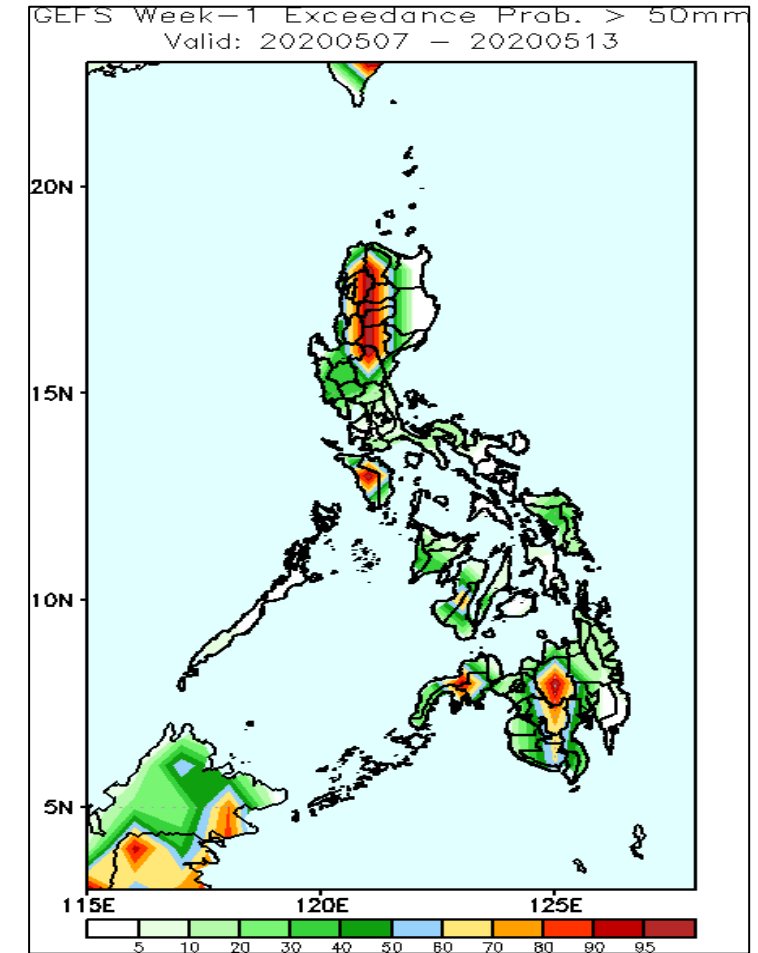 GEFS Week-1 Exceedance Prob. > 50mm
Valid: 20200507 - 20200513
20N
15N
10N
5N
115E 120E 125E
5 10 20 30 40 50 60 70 80 90 95